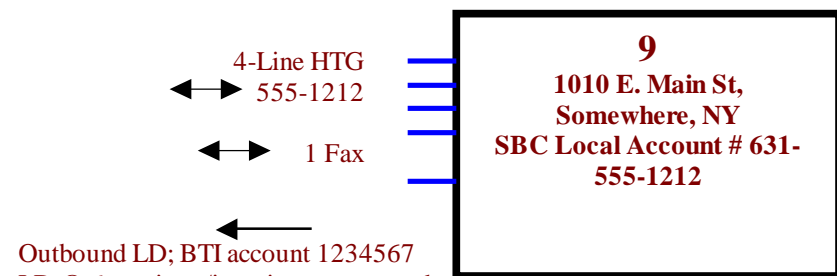 4-Line HTG
555-1212
1 Fax
Outbound LD; BTI account 1234567
9
1010 E. Main St,
Somewhere, NY
SBC Local Account # 631-
555-1212